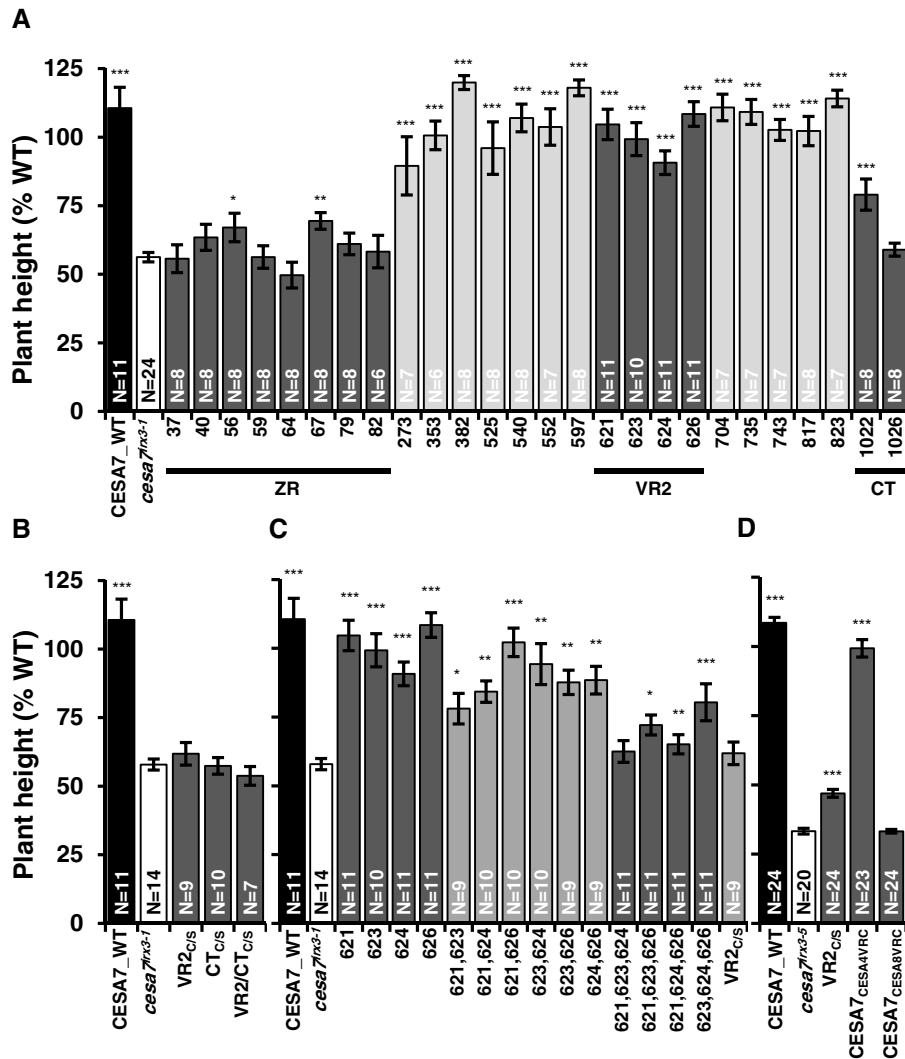 A
Plant height (% WT)
125
100
75
50
25
0
*** * ** *** *** *** *** *** *** *** *** *** *** *** *** *** *** *** *** ***
N=11 N=24 N=8 N=8 N=8 N=8 N=8 N=8 N=8 N=6 N=7 N=6 N=8 N=8 N=8 N=7 N=8 N=11 N=10 N=11 N=11 N=7 N=7 N=7 N=8 N=7 N=8 N=8
CESA7_WT cesa7irx3-1 37 40 56 59 64 67 79 82 273 353 382 525 540 552 597 621 623 624 626 704 735 743 817 823 1022 1026
ZR VR2 CT
B
Plant height (% WT)
125
100
75
50
25
0
***
N=11 N=14 N=9 N=10 N=7
CESA7_WT cesa7irx3-1 VR2C/S CTC/S VR2/CTC/S
C
*** *** *** *** *** * ** *** ** ** ** * ** ***
N=11 N=14 N=11 N=10 N=11 N=11 N=9 N=10 N=10 N=10 N=9 N=9 N=11 N=11 N=11 N=11 N=9
CESA7_WT cesa7irx3-1 621 623 624 626 621,623 621,624 621,626 623,624 623,626 624,626 621,623,624 621,623,626 621,624,626 623,624,626 VR2C/S
D
*** *** ***
N=24 N=20 N=24 N=23 N=24
CESA7_WT cesa7irx3-5 VR2C/S CESA7CESA4VRC CESA7CESA8VRC